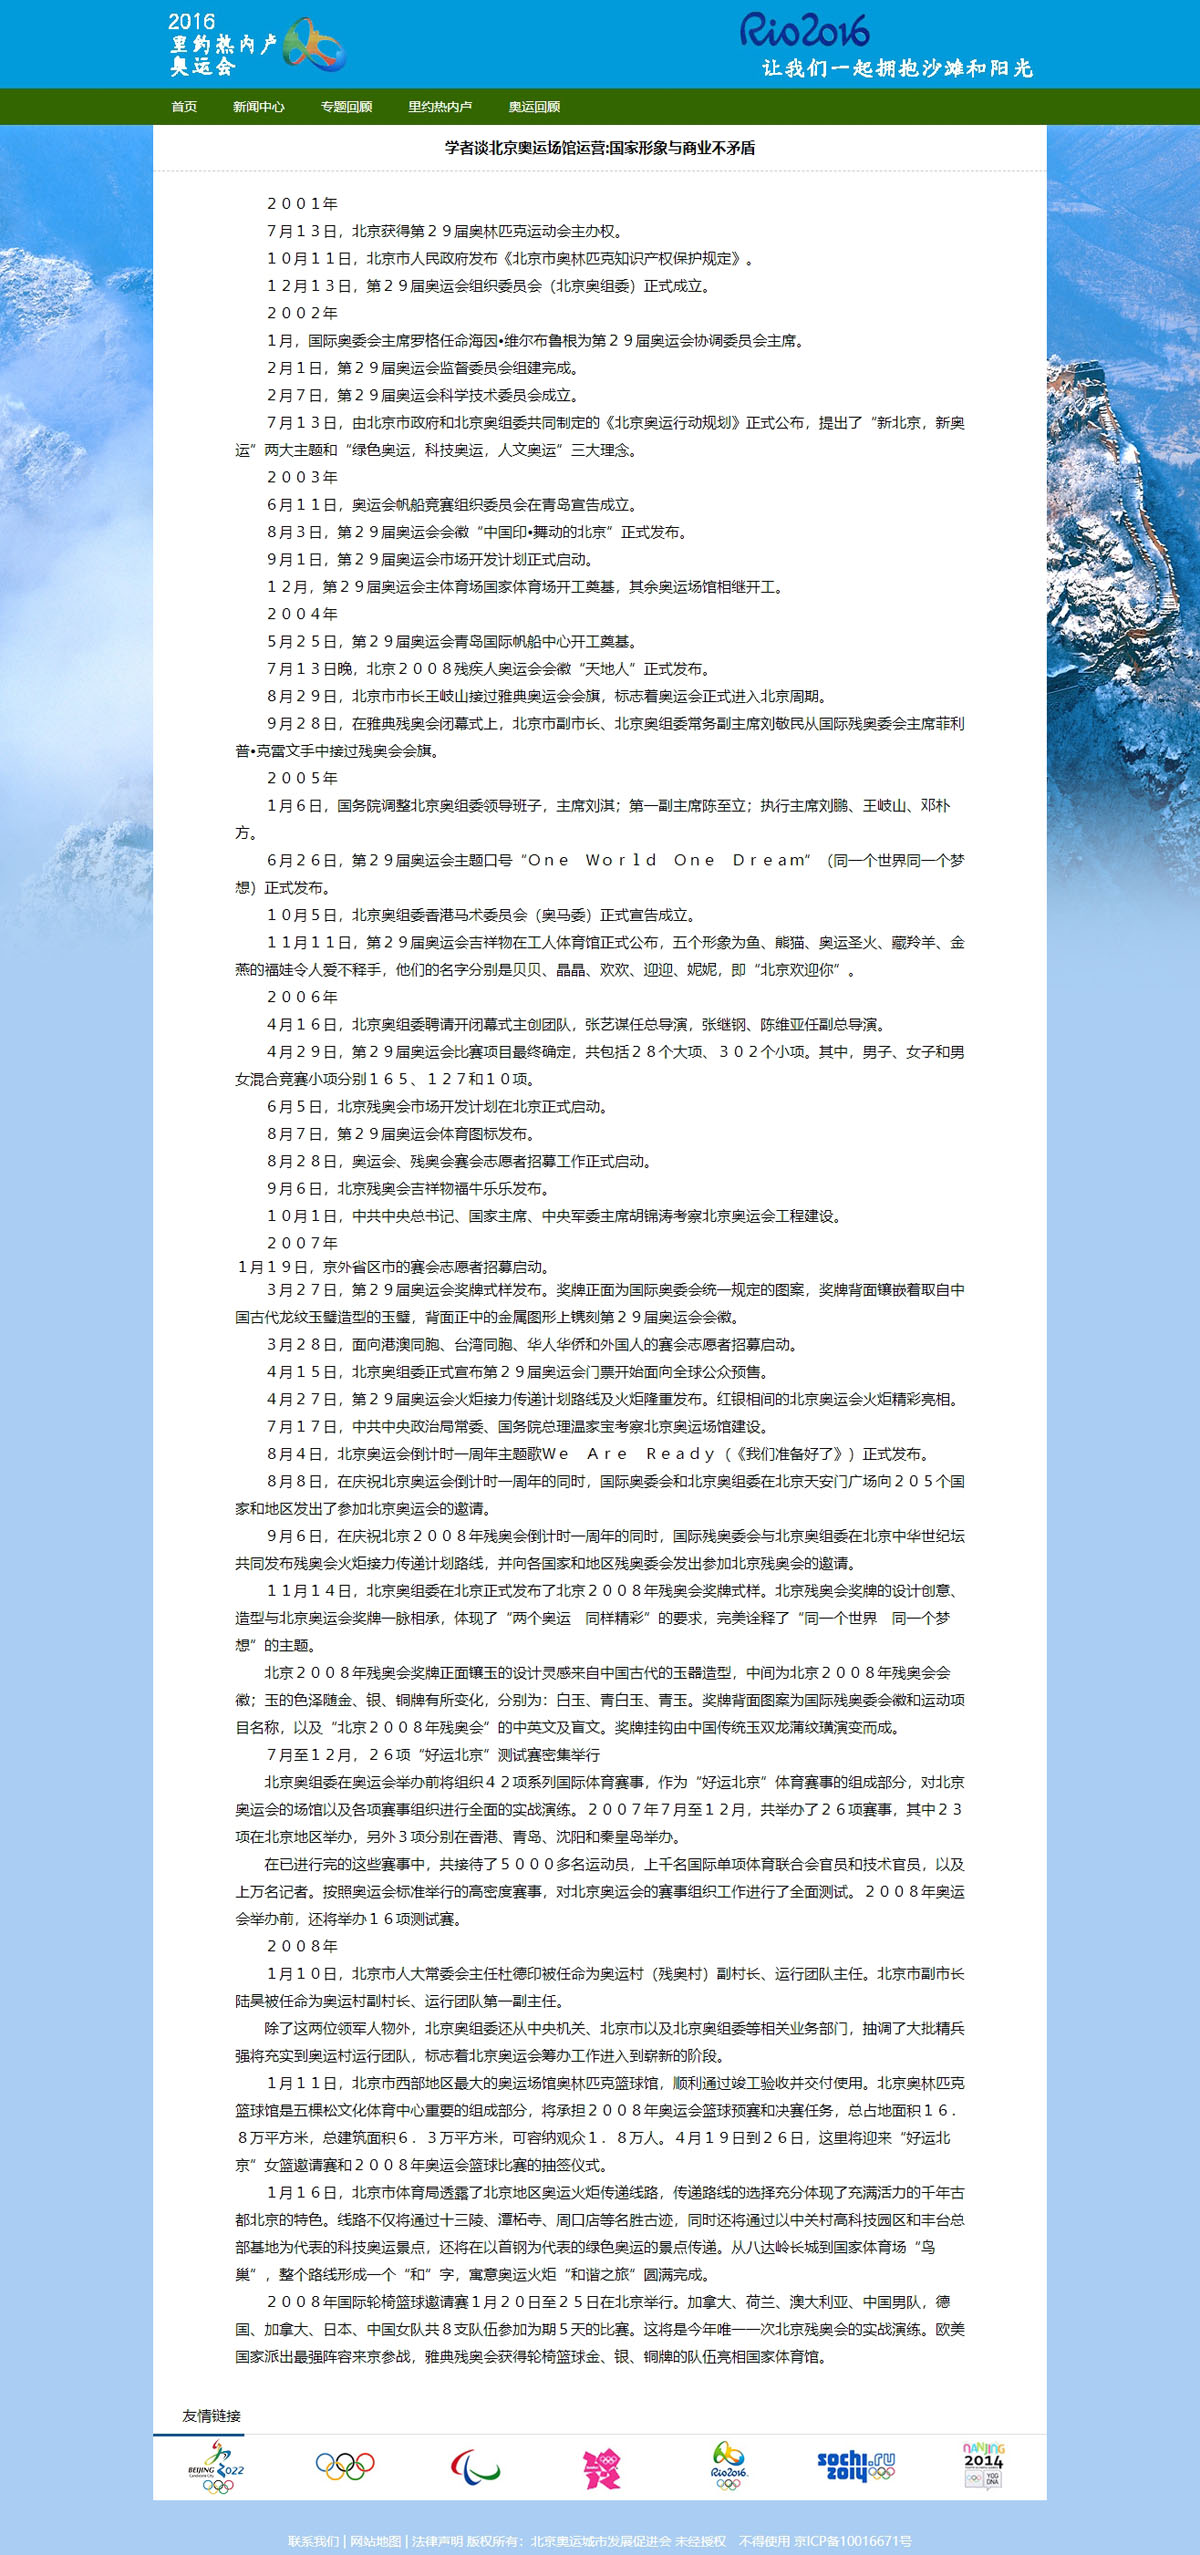 2016
里约热内卢
奥运会
Rio2016
让我们一起拥抱沙滩和阳光
首页 新闻中心 专题回顾 里约热内卢 奥运回顾
学者谈北京奥运场馆运营:国家形象与商业不矛盾
２００１年
７月１３日，北京获得第２９届奥林匹克运动会主办权。
１０月１１日，北京市人民政府发布《北京市奥林匹克知识产权保护规定》。
１２月１３日，第２９届奥运会组织委员会（北京奥组委）正式成立。
２００２年
１月，国际奥委会主席罗格任命海因•维尔布鲁根为第２９届奥运会协调委员会主席。
２月１日，第２９届奥运会监督委员会组建完成。
２月７日，第２９届奥运会科学技术委员会成立。
７月１３日，由北京市政府和北京奥组委共同制定的《北京奥运行动规划》正式公布，提出了“新北京，新奥
运”两大主题和“绿色奥运，科技奥运，人文奥运”三大理念。
２００３年
６月１１日，奥运会帆船竞赛组织委员会在青岛宣告成立。
８月３日，第２９届奥运会会徽“中国印•舞动的北京”正式发布。
９月１日，第２９届奥运会市场开发计划正式启动。
１２月，第２９届奥运会主体育场国家体育场开工奠基，其余奥运场馆相继开工。
２００４年
５月２５日，第２９届奥运会青岛国际帆船中心开工奠基。
７月１３日晚，北京２００８残疾人奥运会会徽“天地人”正式发布。
８月２９日，北京市市长王岐山接过雅典奥运会会旗，标志着奥运会正式进入北京周期。
９月２８日，在雅典残奥会闭幕式上，北京市副市长、北京奥组委常务副主席刘敬民从国际残奥委会主席菲利
普•克雷文手中接过残奥会会旗。
２００５年
１月６日，国务院调整北京奥组委领导班子，主席刘淇；第一副主席陈至立；执行主席刘鹏、王岐山、邓朴
方。
６月２６日，第２９届奥运会主题口号“Ｏｎｅ　Ｗｏｒｌｄ　Ｏｎｅ　Ｄｒｅａｍ”（同一个世界同一个梦
想）正式发布。
１０月５日，北京奥组委香港马术委员会（奥马委）正式宣告成立。
１１月１１日，第２９届奥运会吉祥物在工人体育馆正式公布，五个形象为鱼、熊猫、奥运圣火、藏羚羊、金
燕的福娃令人爱不释手，他们的名字分别是贝贝、晶晶、欢欢、迎迎、妮妮，即“北京欢迎你”。
２００６年
４月１６日，北京奥组委聘请开闭幕式主创团队，张艺谋任总导演，张继钢、陈维亚任副总导演。
４月２９日，第２９届奥运会比赛项目最终确定，共包括２８个大项、３０２个小项。其中，男子、女子和男
女混合竞赛小项分别１６５、１２７和１０项。
６月５日，北京残奥会市场开发计划在北京正式启动。
８月７日，第２９届奥运会体育图标发布。
８月２８日，奥运会、残奥会赛会志愿者招募工作正式启动。
９月６日，北京残奥会吉祥物福牛乐乐发布。
１０月１日，中共中央总书记、国家主席、中央军委主席胡锦涛考察北京奥运会工程建设。
２００７年
１月１９日，京外省区市的赛会志愿者招募启动。
３月２７日，第２９届奥运会奖牌式样发布。奖牌正面为国际奥委会统一规定的图案，奖牌背面镶嵌着取自中
国古代龙纹玉璧造型的玉璧，背面正中的金属图形上镌刻第２９届奥运会会徽。
３月２８日，面向港澳同胞、台湾同胞、华人华侨和外国人的赛会志愿者招募启动。
４月１５日，北京奥组委正式宣布第２９届奥运会门票开始面向全球公众预售。
４月２７日，第２９届奥运会火炬接力传递计划路线及火炬隆重发布。红银相间的北京奥运会火炬精彩亮相。
７月１７日，中共中央政治局常委、国务院总理温家宝考察北京奥运场馆建设。
８月４日，北京奥运会倒计时一周年主题歌Ｗｅ　Ａｒｅ　Ｒｅａｄｙ（《我们准备好了》）正式发布。
８月８日，在庆祝北京奥运会倒计时一周年的同时，国际奥委会和北京奥组委在北京天安门广场向２０５个国
家和地区发出了参加北京奥运会的邀请。
９月６日，在庆祝北京２００８年残奥会倒计时一周年的同时，国际残奥委会与北京奥组委在北京中华世纪坛
共同发布残奥会火炬接力传递计划路线，并向各国家和地区残奥委会发出参加北京残奥会的邀请。
１１月１４日，北京奥组委在北京正式发布了北京２００８年残奥会奖牌式样。北京残奥会奖牌的设计创意、
造型与北京奥运会奖牌一脉相承，体现了“两个奥运　同样精彩”的要求，完美诠释了“同一个世界　同一个梦
想”的主题。
北京２００８年残奥会奖牌正面镶玉的设计灵感来自中国古代的玉器造型，中间为北京２００８年残奥会会
徽；玉的色泽随金、银、铜牌有所变化，分别为：白玉、青白玉、青玉。奖牌背面图案为国际残奥委会徽和运动项
目名称，以及“北京２００８年残奥会”的中英文及盲文。奖牌挂钩由中国传统玉双龙蒲纹璜演变而成。
７月至１２月，２６项“好运北京”测试赛密集举行
北京奥组委在奥运会举办前将组织４２项系列国际体育赛事，作为“好运北京”体育赛事的组成部分，对北京
奥运会的场馆以及各项赛事组织进行全面的实战演练。２００７年７月至１２月，共举办了２６项赛事，其中２３
项在北京地区举办，另外３项分别在香港、青岛、沈阳和秦皇岛举办。
在已进行完的这些赛事中，共接待了５０００多名运动员，上千名国际单项体育联合会官员和技术官员，以及
上万名记者。按照奥运会标准举行的高密度赛事，对北京奥运会的赛事组织工作进行了全面测试。２００８年奥运
会举办前，还将举办１６项测试赛。
２００８年
１月１０日，北京市人大常委会主任杜德印被任命为奥运村（残奥村）副村长、运行团队主任。北京市副市长
陆昊被任命为奥运村副村长、运行团队第一副主任。
除了这两位领军人物外，北京奥组委还从中央机关、北京市以及北京奥组委等相关业务部门，抽调了大批精兵
强将充实到奥运村运行团队，标志着北京奥运会筹办工作进入到崭新的阶段。
１月１１日，北京市西部地区最大的奥运场馆奥林匹克篮球馆，顺利通过竣工验收并交付使用。北京奥林匹克
篮球馆是五棵松文化体育中心重要的组成部分，将承担２００８年奥运会篮球预赛和决赛任务，总占地面积１６．
８万平方米，总建筑面积６．３万平方米，可容纳观众１．８万人。４月１９日到２６日，这里将迎来“好运北
京”女篮邀请赛和２００８年奥运会篮球比赛的抽签仪式。
１月１６日，北京市体育局透露了北京地区奥运火炬传递线路，传递路线的选择充分体现了充满活力的千年古
都北京的特色。线路不仅将通过十三陵、潭柘寺、周口店等名胜古迹，同时还将通过以中关村高科技园区和丰台总
部基地为代表的科技奥运景点，还将在以首钢为代表的绿色奥运的景点传递。从八达岭长城到国家体育场“鸟
巢”，整个路线形成一个“和”字，寓意奥运火炬“和谐之旅”圆满完成。
２００８年国际轮椅篮球邀请赛１月２０日至２５日在北京举行。加拿大、荷兰、澳大利亚、中国男队，德
国、加拿大、日本、中国女队共８支队伍参加为期５天的比赛。这将是今年唯一一次北京残奥会的实战演练。欧美
国家派出最强阵容来京参战，雅典残奥会获得轮椅篮球金、银、铜牌的队伍亮相国家体育馆。
友情链接
BEIJING 2022
Rio2016
sochi.ru
2014
NANJING
2014
YOG
DNA
联系我们 | 网站地图 | 法律声明 版权所有：北京奥运城市发展促进会 未经授权　不得使用 京ICP备10016671号